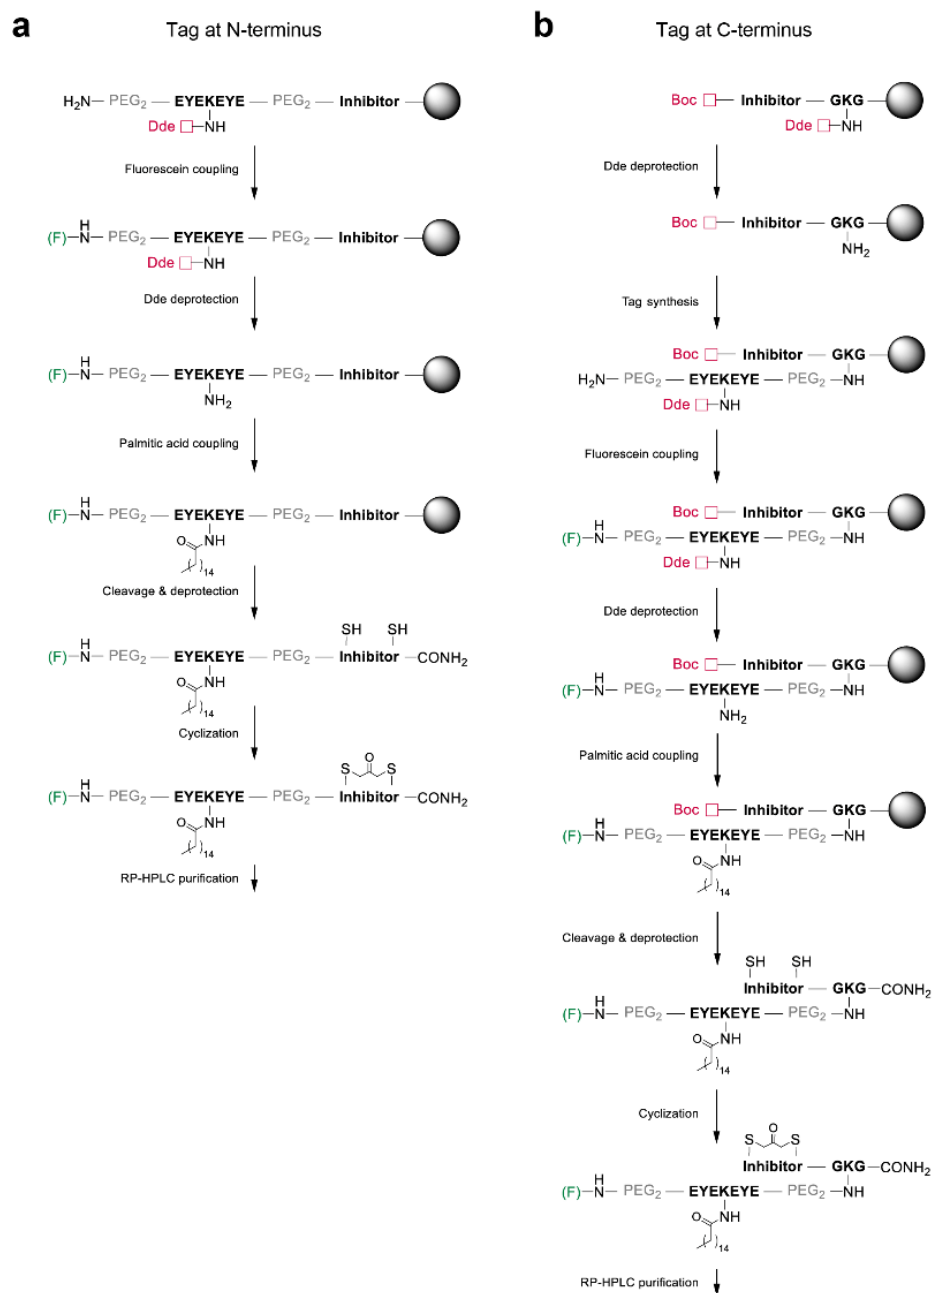 a
Tag at N-terminus
H2N— PEG2 — EYEKEYE — PEG2 — Inhibitor
Dde —NH
Fluorescein coupling
H
(F)—N— PEG2 — EYEKEYE — PEG2 — Inhibitor
Dde —NH
Dde deprotection
H
(F)—N— PEG2 — EYEKEYE — PEG2 — Inhibitor
NH2
Palmitic acid coupling
H
(F)—N— PEG2 — EYEKEYE — PEG2 — Inhibitor
O NH
14
Cleavage & deprotection
SH SH
H
(F)—N— PEG2 — EYEKEYE — PEG2 — Inhibitor —CONH2
O NH
14
Cyclization
O
S S
H
(F)—N— PEG2 — EYEKEYE — PEG2 — Inhibitor —CONH2
O NH
14
RP-HPLC purification
b
Tag at C-terminus
Boc — Inhibitor — GKG
Dde —NH
Dde deprotection
Boc — Inhibitor — GKG
NH2
Tag synthesis
Boc — Inhibitor — GKG
H2N— PEG2 — EYEKEYE — PEG2 —NH
Dde —NH
Fluorescein coupling
Boc — Inhibitor — GKG
H
(F)—N— PEG2 — EYEKEYE — PEG2 —NH
Dde —NH
Dde deprotection
Boc — Inhibitor — GKG
H
(F)—N— PEG2 — EYEKEYE — PEG2 —NH
NH2
Palmitic acid coupling
Boc — Inhibitor — GKG
H
(F)—N— PEG2 — EYEKEYE — PEG2 —NH
O NH
14
Cleavage & deprotection
SH SH
Inhibitor — GKG —CONH2
H
(F)—N— PEG2 — EYEKEYE — PEG2 —NH
O NH
14
Cyclization
O
S S
Inhibitor — GKG —CONH2
H
(F)—N— PEG2 — EYEKEYE — PEG2 —NH
O NH
14
RP-HPLC purification